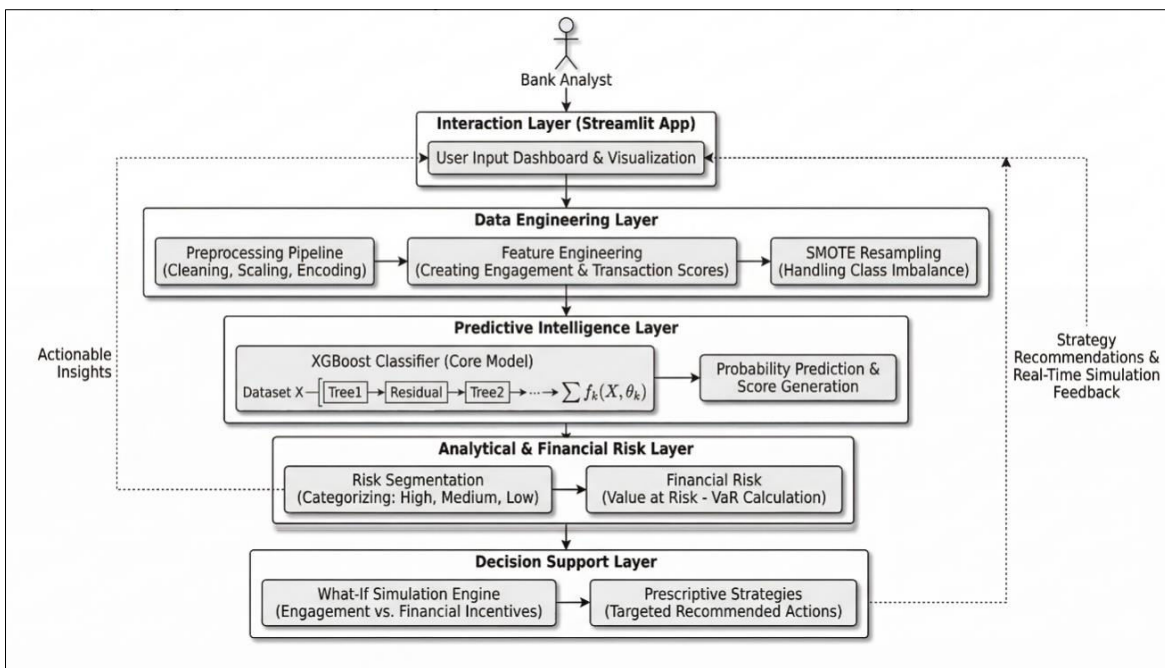 Bank Analyst
Interaction Layer (Streamlit App)
User Input Dashboard & Visualization
Data Engineering Layer
Preprocessing Pipeline
(Cleaning, Scaling, Encoding)
Feature Engineering
(Creating Engagement & Transaction Scores)
SMOTE Resampling
(Handling Class Imbalance)
Predictive Intelligence Layer
XGBoost Classifier (Core Model)
Dataset X Tree1 Residual Tree2 ... ∑ fₖ(X, θₖ)
Probability Prediction &
Score Generation
Actionable
Insights
Strategy
Recommendations &
Real-Time Simulation
Feedback
Analytical & Financial Risk Layer
Risk Segmentation
(Categorizing: High, Medium, Low)
Financial Risk
(Value at Risk - VaR Calculation)
Decision Support Layer
What-If Simulation Engine
(Engagement vs. Financial Incentives)
Prescriptive Strategies
(Targeted Recommended Actions)